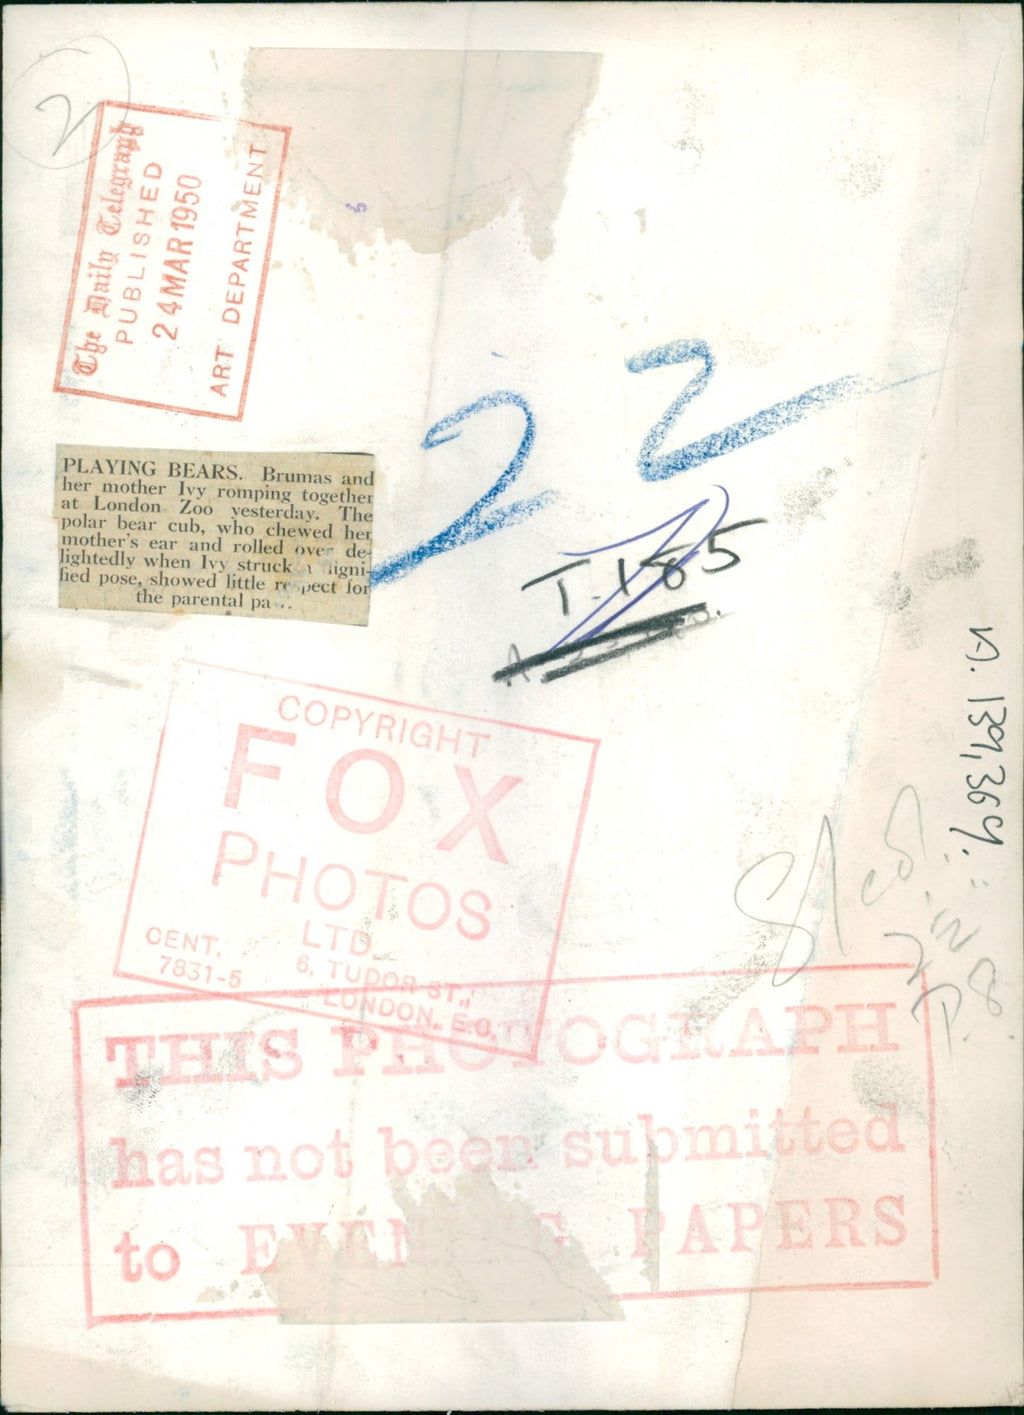 2
The Daily Telegraph
PUBLISHED
24 MAR 1950
ART DEPARTMENT
PLAYING BEARS. Brumas and
her mother Ivy romping together
at London Zoo yesterday. The
polar bear cub, who chewed her
mother's ear and rolled over de-
lightedly when Ivy struck a digni-
fied pose, showed little respect for
the parental
22
T.185
COPYRIGHT
FOX
PHOTOS
LTD.
CENT.
7831-5
6, TUDOR ST.,
LONDON, E.C.
THIS PHOTOGRAPH
has not been submitted
to EVENING PAPERS